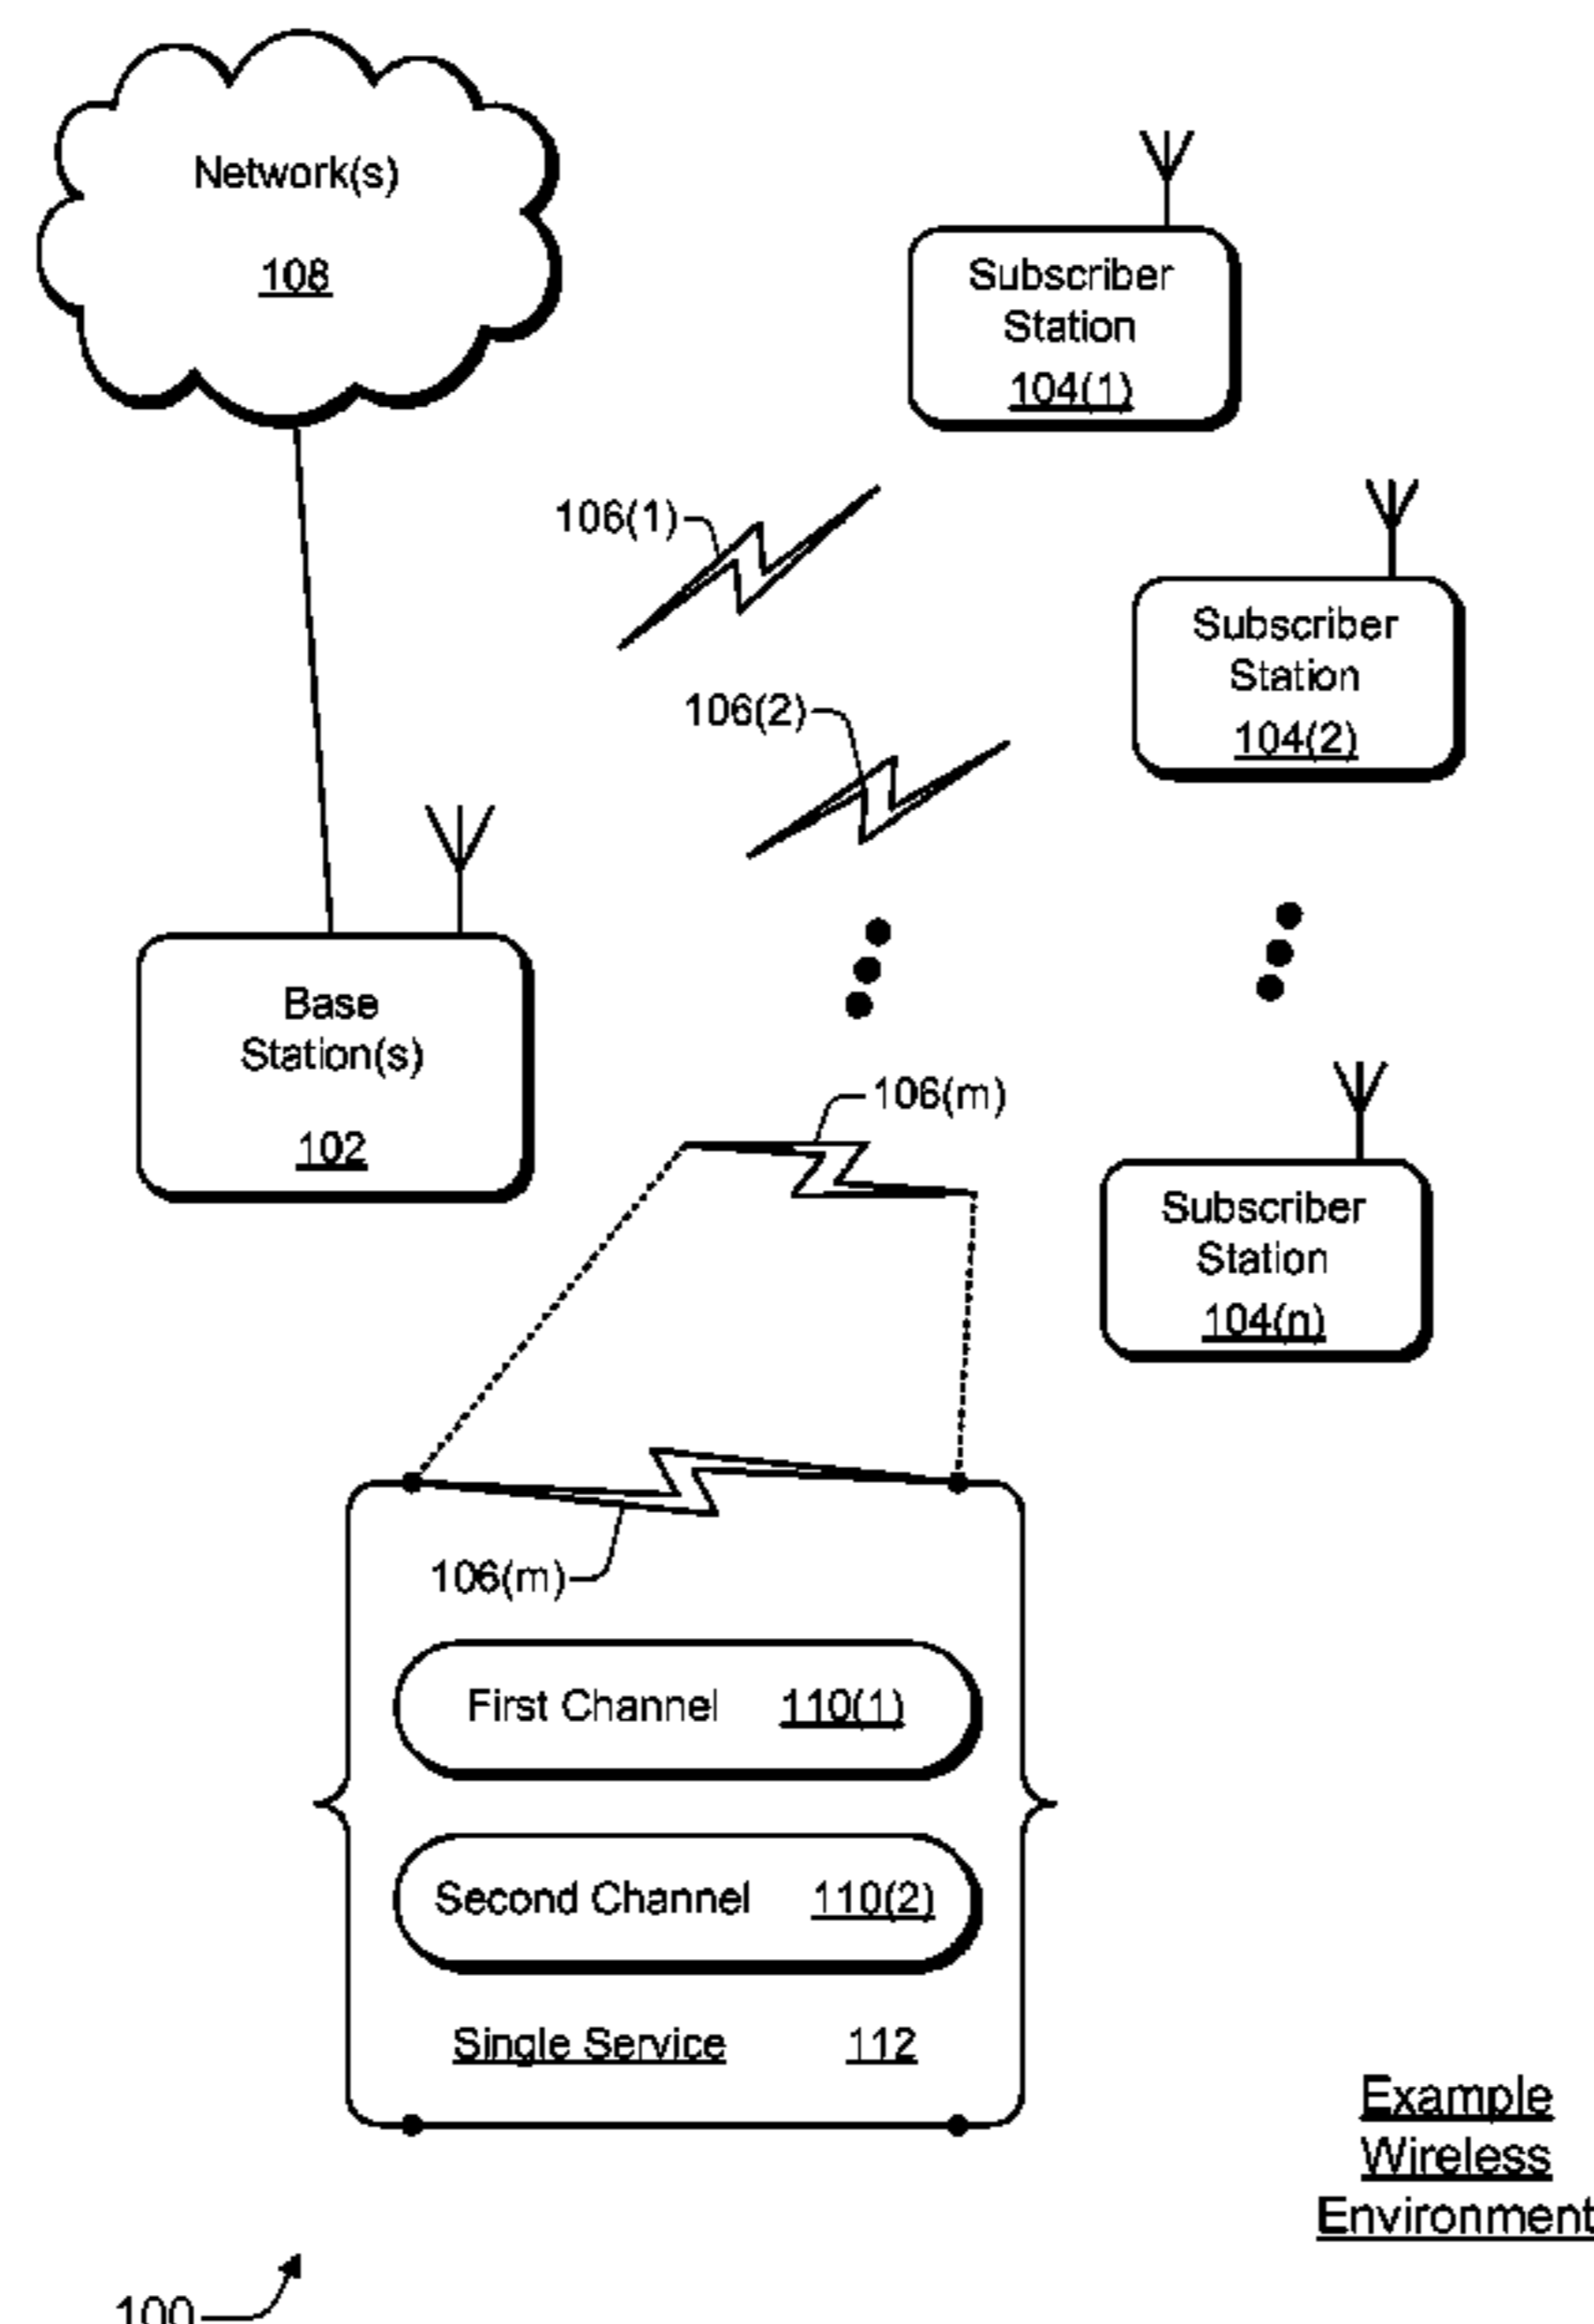 Network(s)
108
Subscriber
Station
104(1)
106(1)
Subscriber
Station
104(2)
106(2)
Base
Station(s)
102
106(m)
Subscriber
Station
104(n)
106(m)
First Channel 110(1)
Second Channel 110(2)
Single Service 112
Example
Wireless
Environment
100